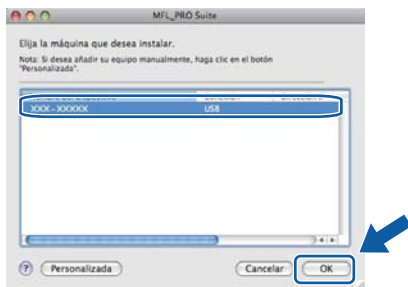 MFL_PRO Suite
Elija la máquina que desea instalar.
Nota: Si desea añadir su equipo manualmente, haga clic en el botón
"Personalizada".
XXX-XXXXX USB
? Personalizada Cancelar OK